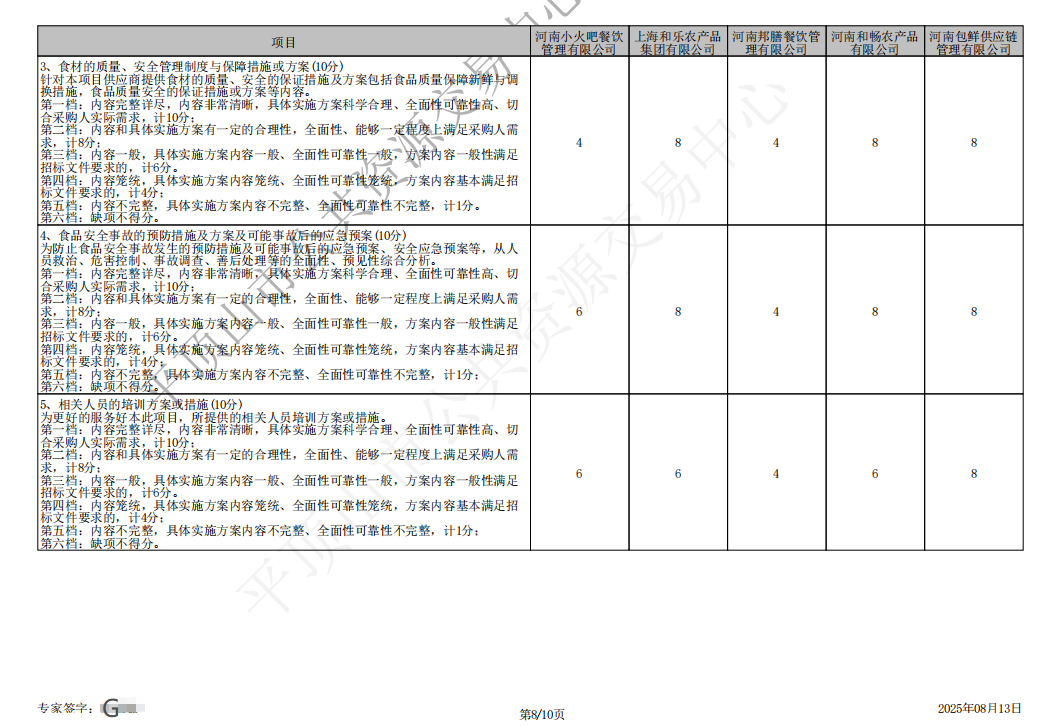 项目
河南小火吧餐饮管理有限公司
上海和乐农产品集团有限公司
河南邦膳餐饮管理有限公司
河南和畅农产品有限公司
河南包鲜供应链管理有限公司
3、食材的质量、安全管理制度与保障措施或方案(10分)
针对本项目供应商提供食材的质量、安全的保证措施及方案包括食品质量保障新鲜与调
换措施，食品质量安全的保证措施或方案等内容。
第一档：内容完整详尽，内容非常清晰，具体实施方案科学合理、全面性可靠性高、切
合采购人实际需求，计10分；
第二档：内容和具体实施方案有一定的合理性，全面性、能够一定程度上满足采购人需
求，计8分；
第三档：内容一般，具体实施方案内容一般、全面性可靠性一般，方案内容一般性满足
招标文件要求的，计6分。
第四档：内容笼统，具体实施方案内容笼统、全面性可靠性笼统，方案内容基本满足招
标文件要求的，计4分；
第五档：内容不完整，具体实施方案内容不完整、全面性可靠性不完整，计1分。
第六档：缺项不得分。
4 8 4 8 8
4、食品安全事故的预防措施及方案及可能事故后的应急预案(10分)
为防止食品安全事故发生的预防措施及可能事故后的应急预案、安全应急预案等，从人
员救治、危害控制、事故调查、善后处理等的全面性、预见性综合分析。
第一档：内容完整详尽，内容非常清晰，具体实施方案科学合理、全面性可靠性高、切
合采购人实际需求，计10分；
第二档：内容和具体实施方案有一定的合理性，全面性、能够一定程度上满足采购人需
求，计8分；
第三档：内容一般，具体实施方案内容一般、全面性可靠性一般，方案内容一般性满足
招标文件要求的，计6分。
第四档：内容笼统，具体实施方案内容笼统、全面性可靠性笼统，方案内容基本满足招
标文件要求的，计4分；
第五档：内容不完整，具体实施方案内容不完整、全面性可靠性不完整，计1分；
第六档：缺项不得分。
6 8 4 8 8
5、相关人员的培训方案或措施(10分)
为更好的服务好本此项目，所提供的相关人员培训方案或措施。
第一档：内容完整详尽，内容非常清晰，具体实施方案科学合理、全面性可靠性高、切
合采购人实际需求，计10分；
第二档：内容和具体实施方案有一定的合理性，全面性、能够一定程度上满足采购人需
求，计8分；
第三档：内容一般，具体实施方案内容一般、全面性可靠性一般，方案内容一般性满足
招标文件要求的，计6分。
第四档：内容笼统，具体实施方案内容笼统、全面性可靠性笼统，方案内容基本满足招
标文件要求的，计4分；
第五档：内容不完整，具体实施方案内容不完整、全面性可靠性不完整，计1分；
第六档：缺项不得分。
6 6 4 6 8
平顶山市公共资源交易中心
平顶山市公共资源交易中心
专家签字：G
第8/10页
2025年08月13日